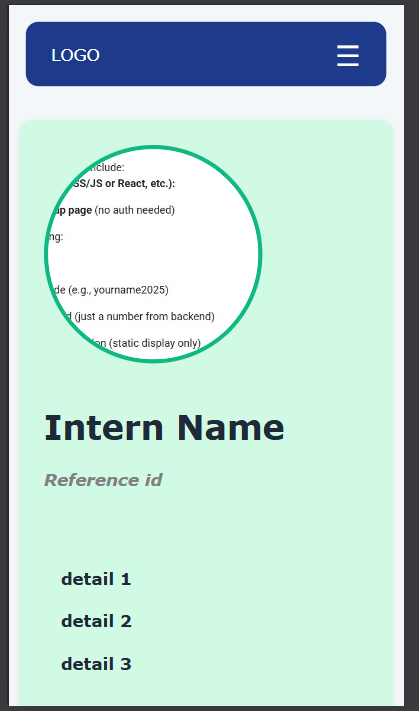 LOGO
include:
SS/JS or React, etc.):
page (no auth needed)
ng:
de (e.g., yourname2025)
d (just a number from backend)
ion (static display only)
Intern Name
Reference id
detail 1
detail 2
detail 3